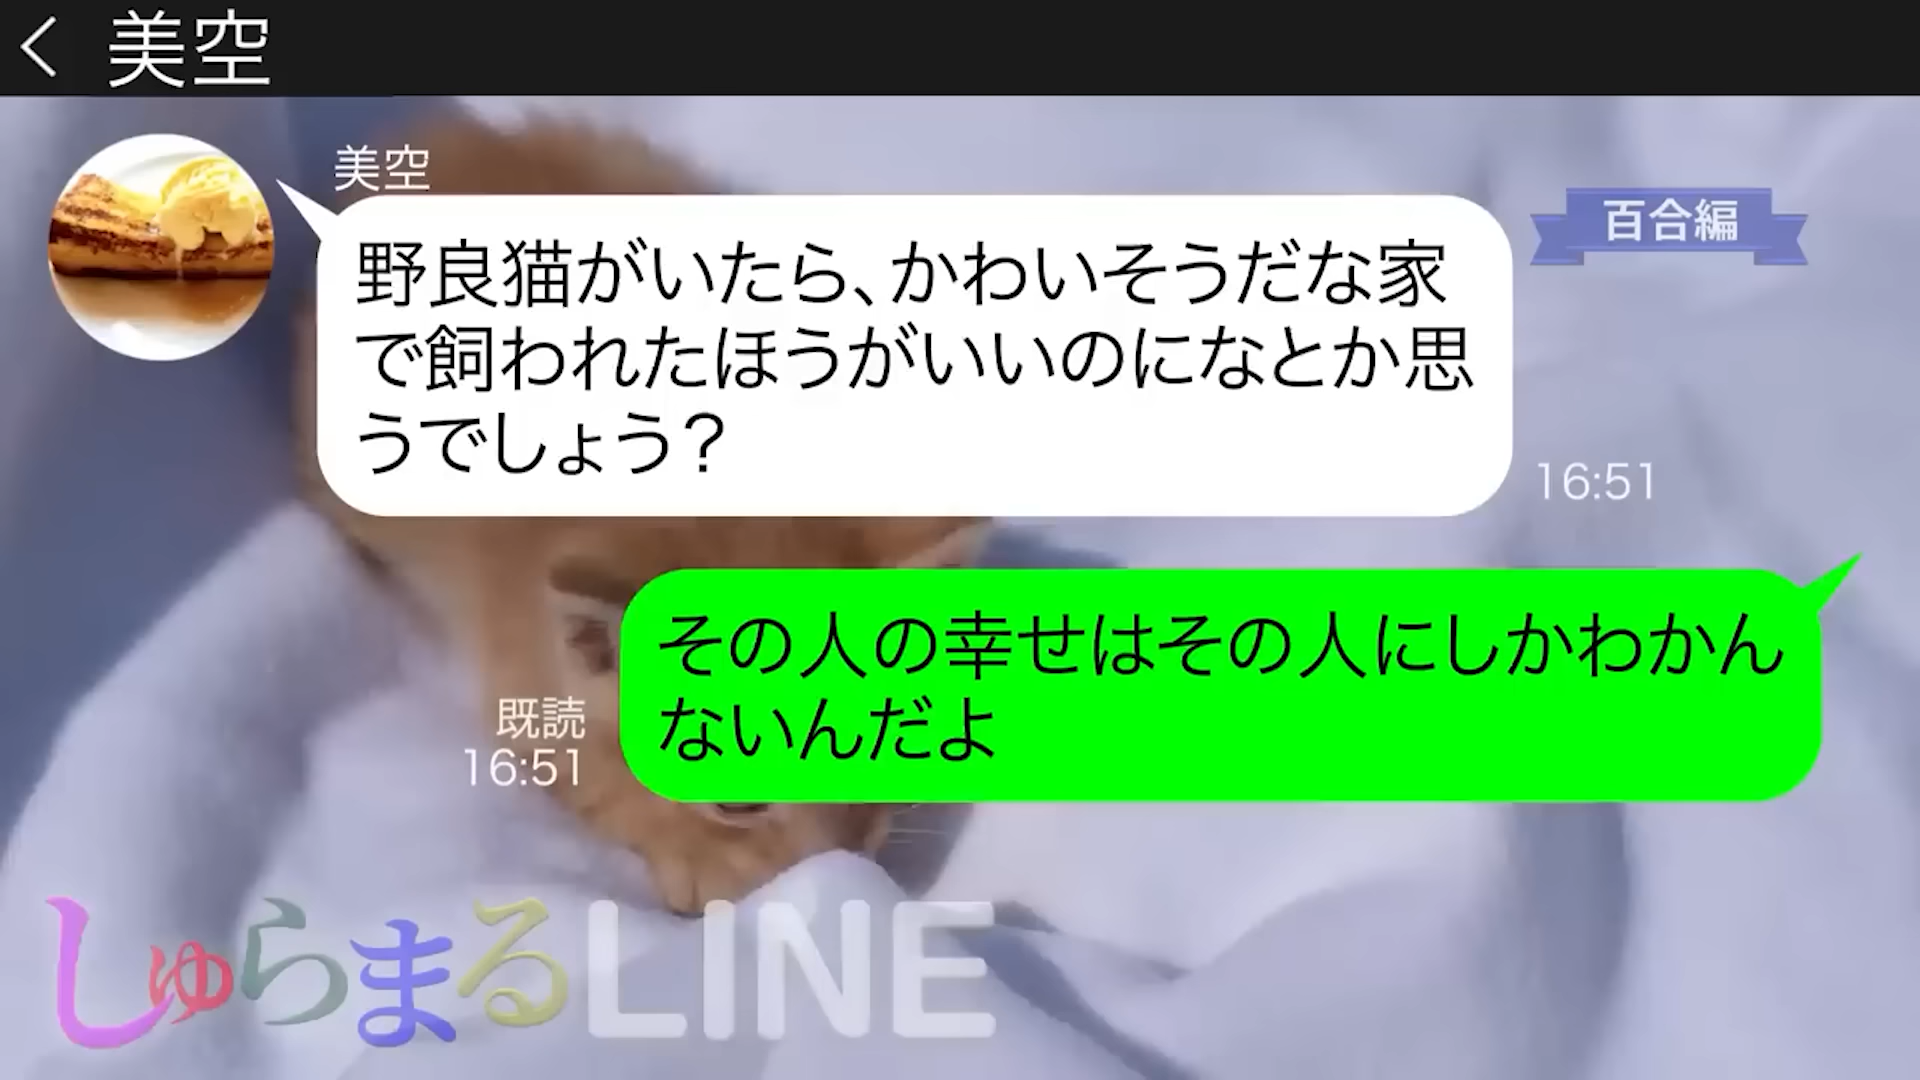 美空
美空
野良猫がいたら、かわいそうだな家
で飼われたほうがいいのになとか思
うでしょう？
百合編
16:51
その人の幸せはその人にしかわかん
ないんだよ
既読
16:51
しゅらまるLINE